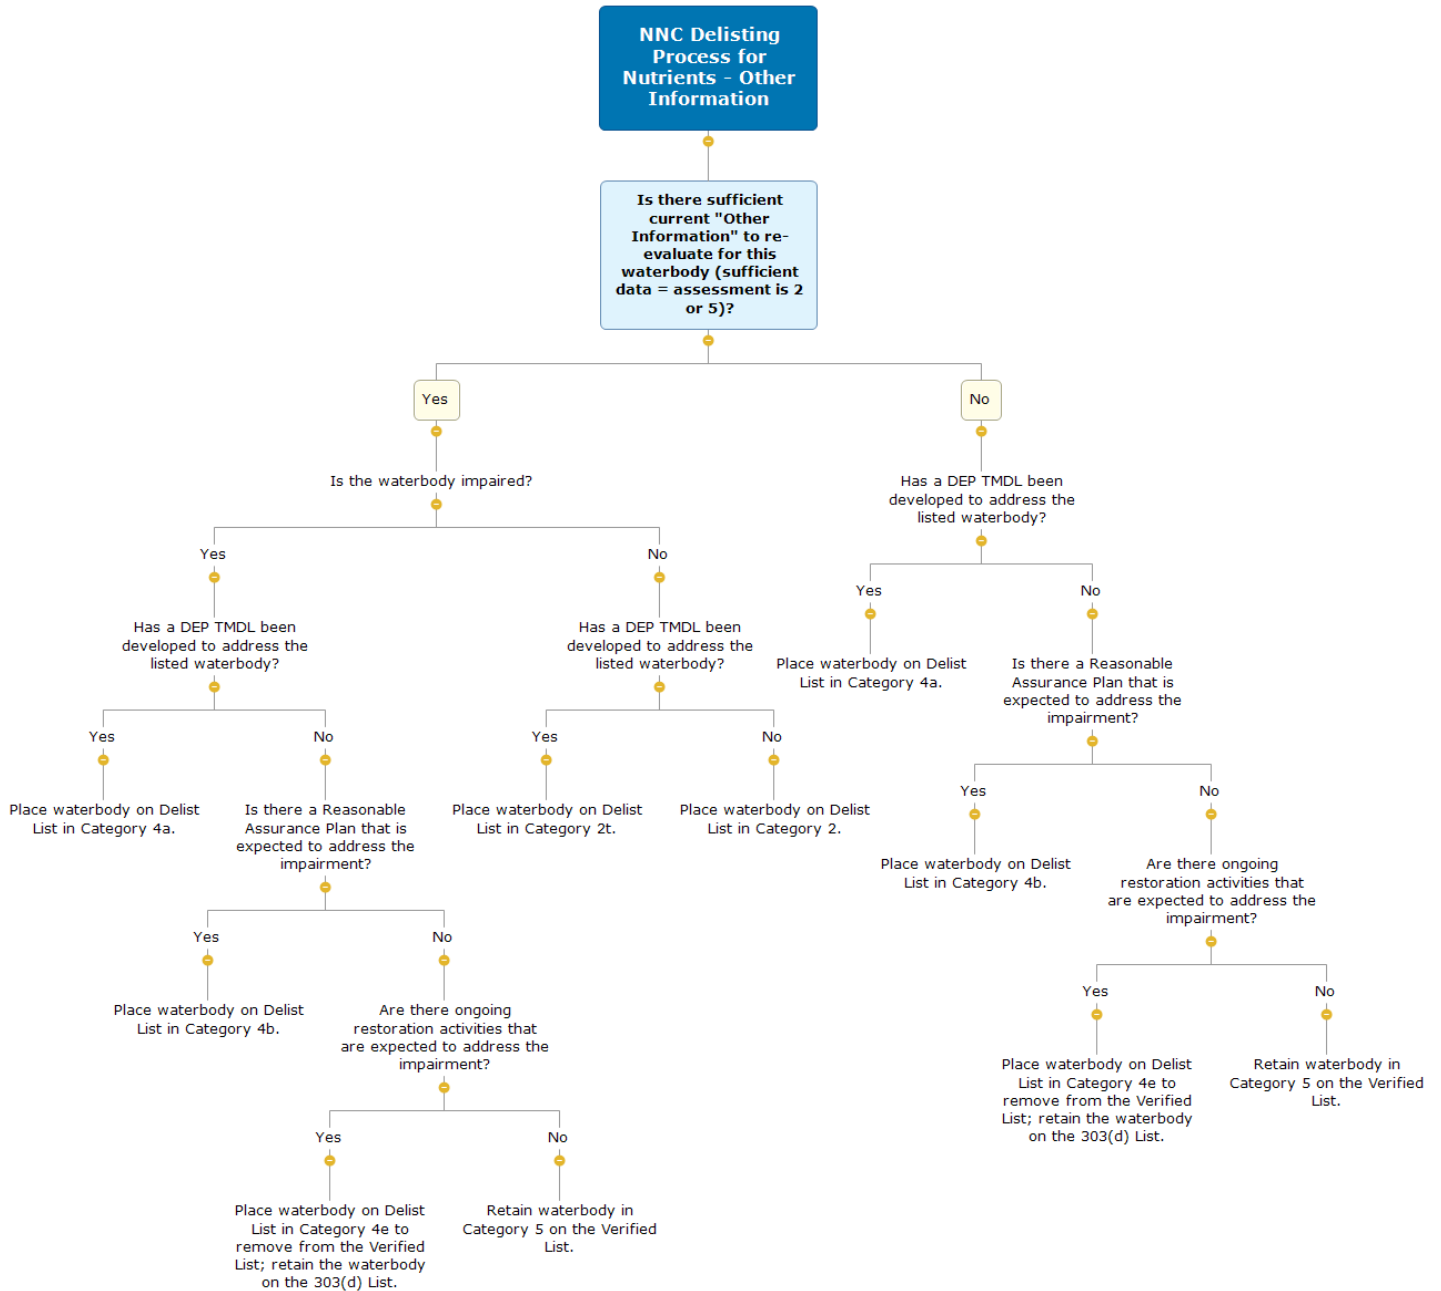 NNC Delisting
Process for
Nutrients - Other
Information
Is there sufficient
current "Other
Information" to re-
evaluate for this
waterbody (sufficient
data = assessment is 2
or 5)?
Yes
No
Is the waterbody impaired?
Has a DEP TMDL been
developed to address the
listed waterbody?
Yes
No
Yes
No
Has a DEP TMDL been
developed to address the
listed waterbody?
Has a DEP TMDL been
developed to address the
listed waterbody?
Place waterbody on Delist
List in Category 4a.
Is there a Reasonable
Assurance Plan that is
expected to address the
impairment?
Yes
No
Yes
No
Yes
No
Place waterbody on Delist
List in Category 4a.
Is there a Reasonable
Assurance Plan that is
expected to address the
impairment?
Place waterbody on Delist
List in Category 2t.
Place waterbody on Delist
List in Category 2.
Place waterbody on Delist
List in Category 4b.
Are there ongoing
restoration activities that
are expected to address the
impairment?
Yes
No
Yes
No
Place waterbody on Delist
List in Category 4b.
Are there ongoing
restoration activities that
are expected to address the
impairment?
Place waterbody on Delist
List in Category 4e to
remove from the Verified
List; retain the waterbody
on the 303(d) List.
Retain waterbody in
Category 5 on the Verified
List.
Yes
No
Place waterbody on Delist
List in Category 4e to
remove from the Verified
List; retain the waterbody
on the 303(d) List.
Retain waterbody in
Category 5 on the Verified
List.